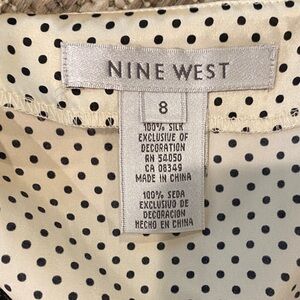 NINE WEST
8
100% SILK
EXCLUSIVE OF
DECORATION
RN 54050
CA 08349
MADE IN CHINA
100% SEDA
EXCLUSIVO DE
DECORACION
HECHO EN CHINA